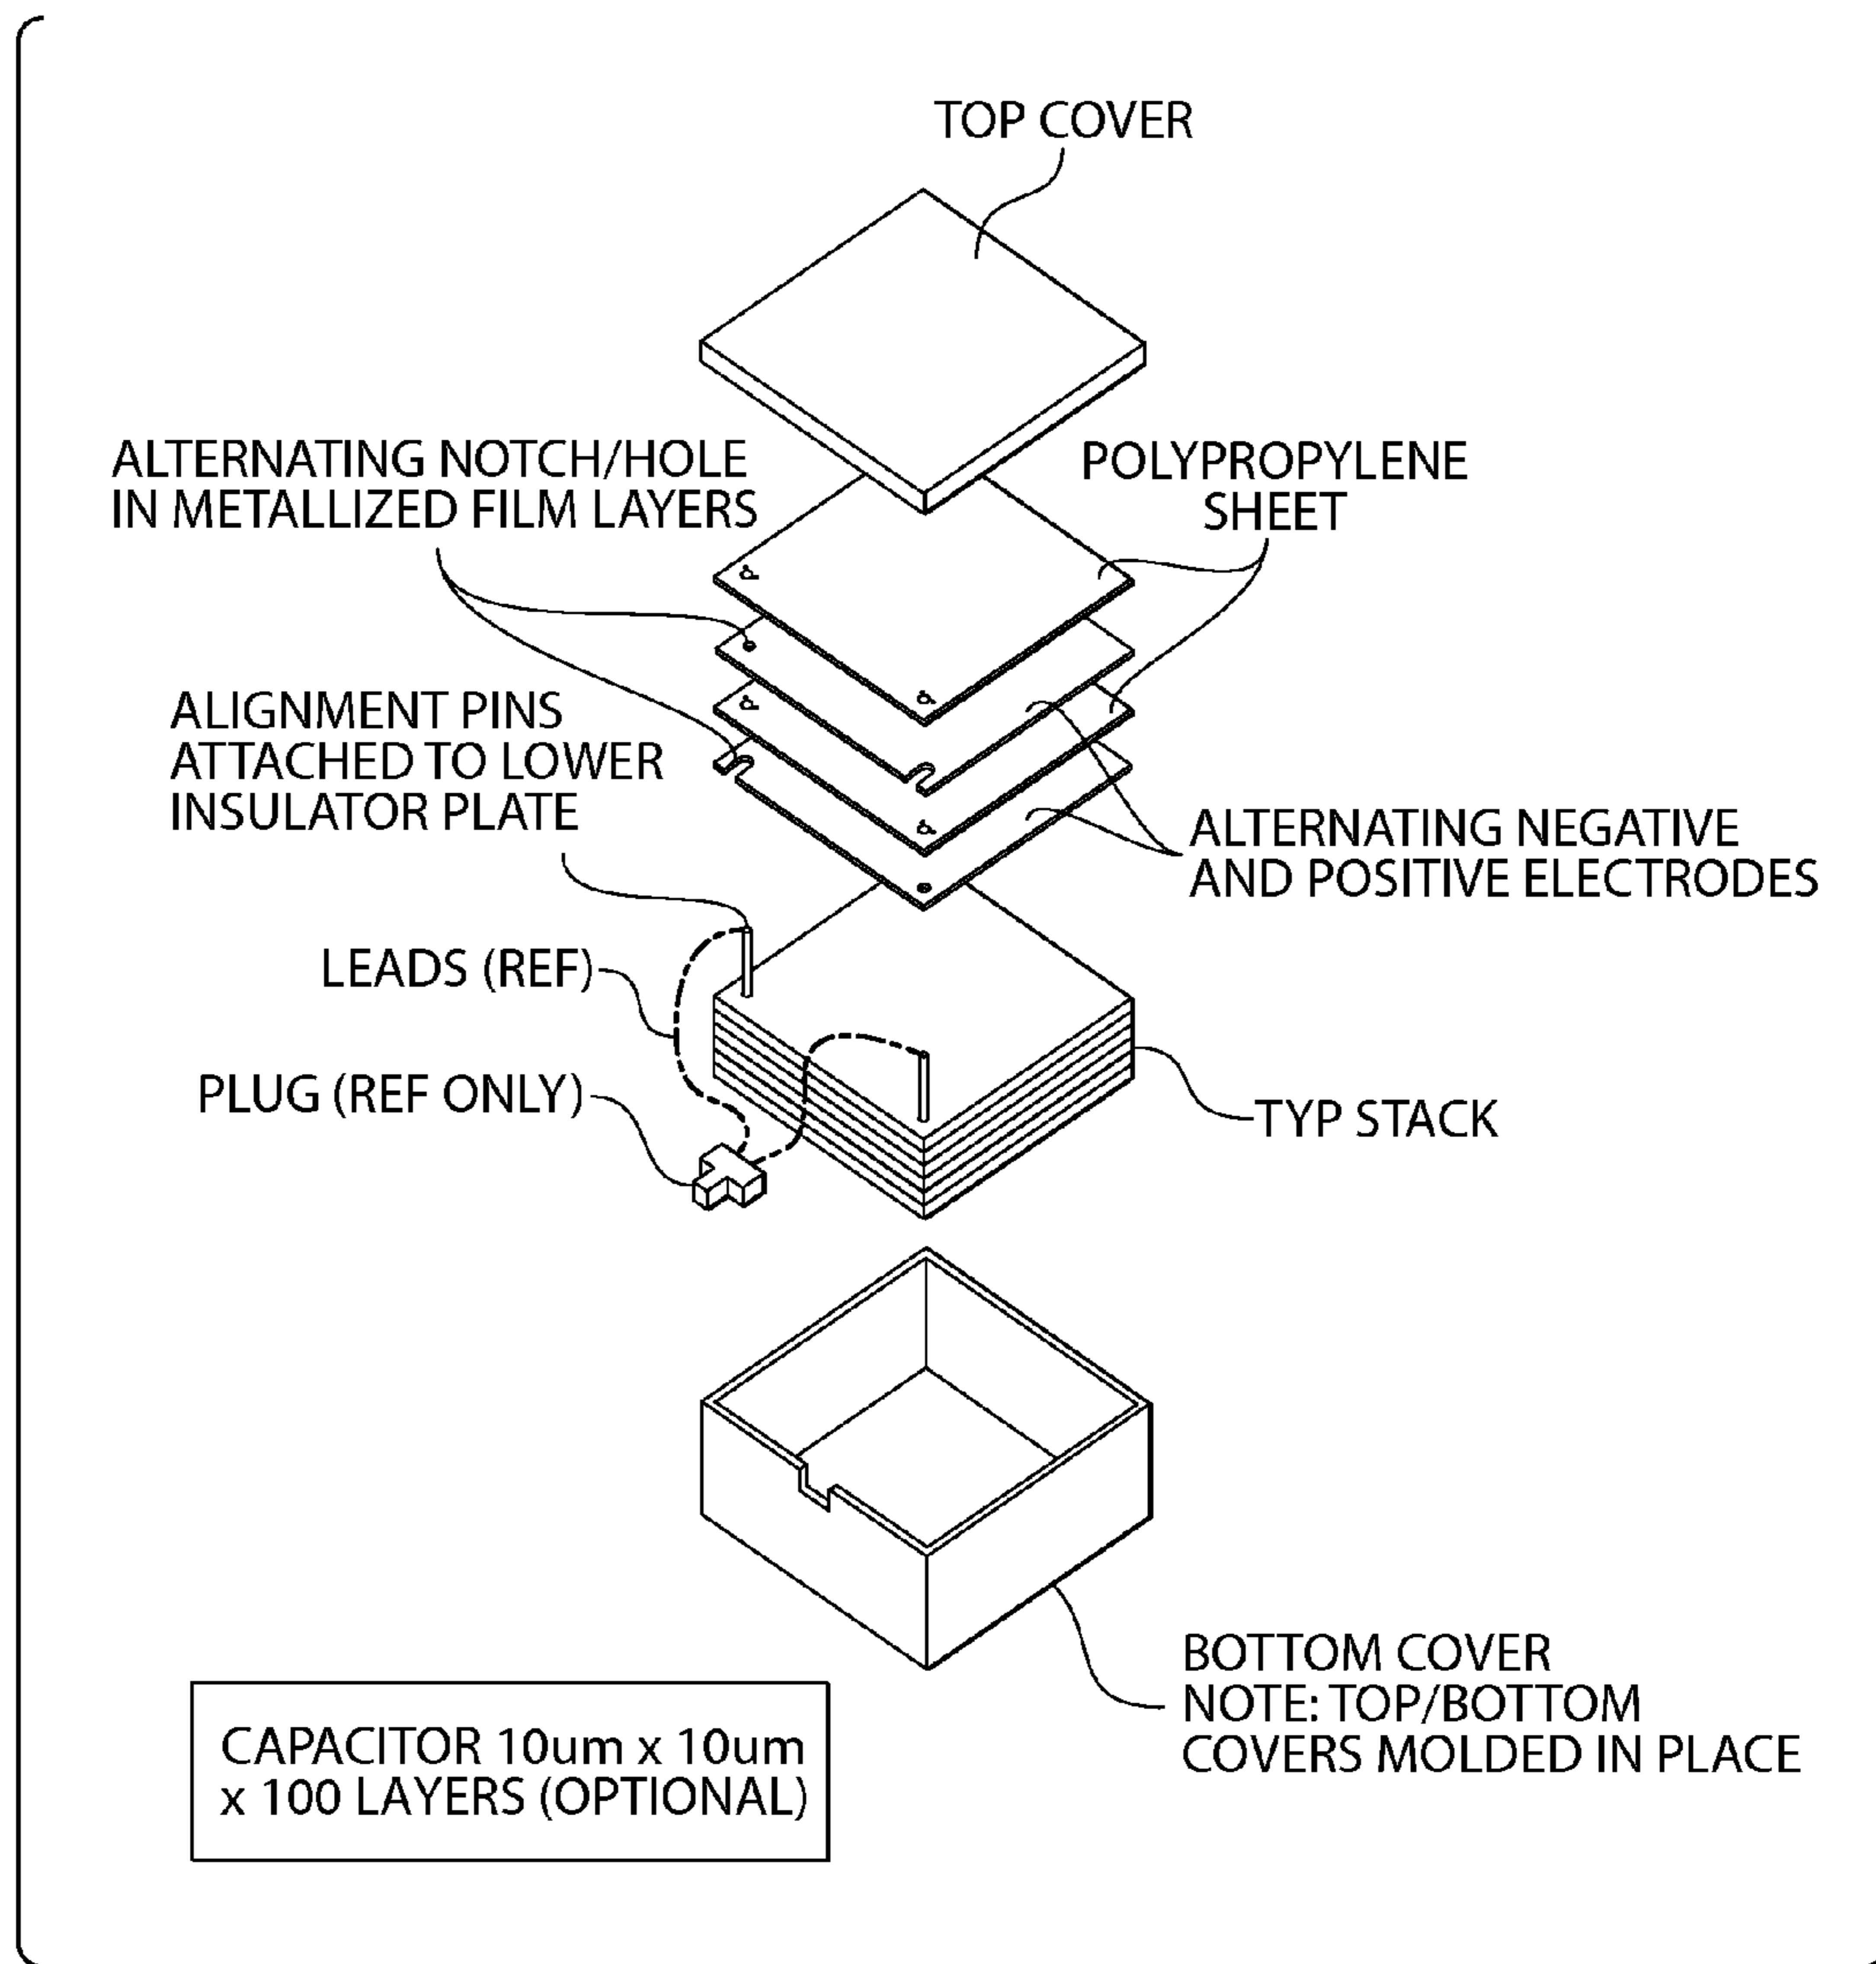 TOP COVER
ALTERNATING NOTCH/HOLE
IN METALLIZED FILM LAYERS
POLYPROPYLENE
SHEET
ALIGNMENT PINS
ATTACHED TO LOWER
INSULATOR PLATE
ALTERNATING NEGATIVE
AND POSITIVE ELECTRODES
LEADS (REF)
PLUG (REF ONLY)
TYP STACK
BOTTOM COVER
NOTE: TOP/BOTTOM
COVERS MOLDED IN PLACE
CAPACITOR 10um x 10um
x 100 LAYERS (OPTIONAL)